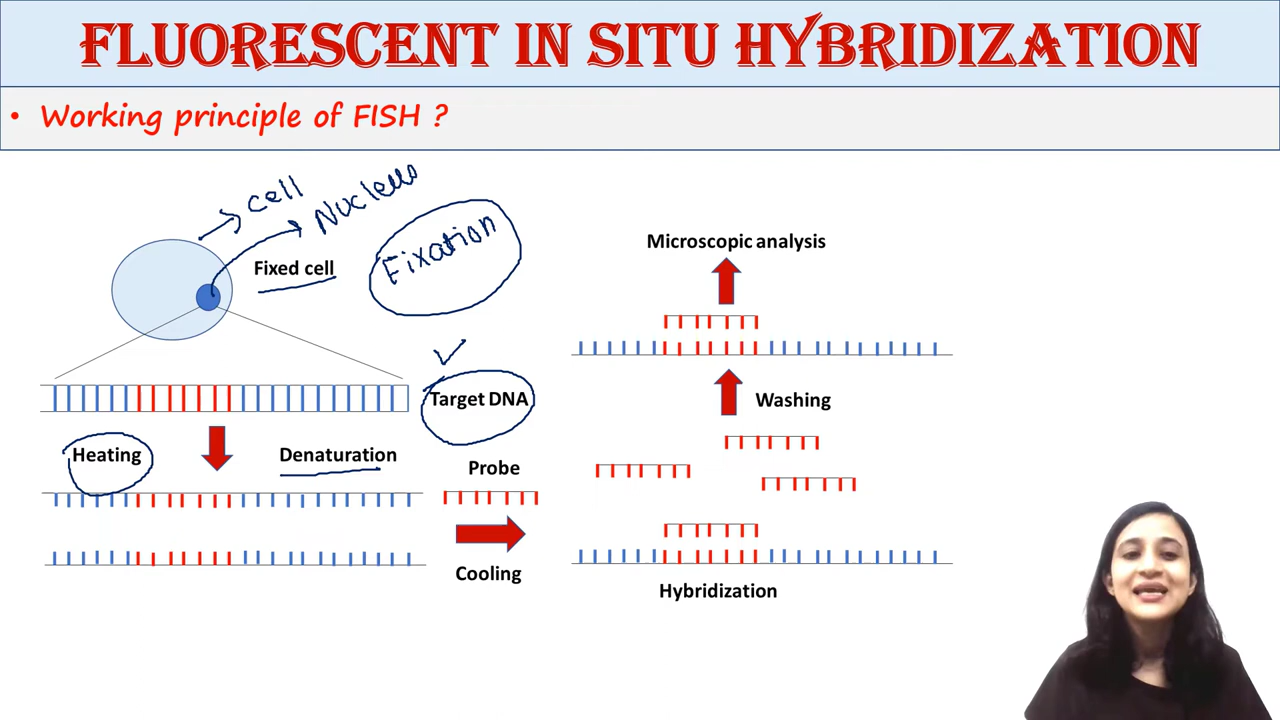 FLUORESCENT IN SITU HYBRIDIZATION
• Working principle of FISH ?
Cell
Nucleus
Fixation
Fixed cell
Target DNA
Heating
Denaturation
Probe
Cooling
Microscopic analysis
Washing
Hybridization